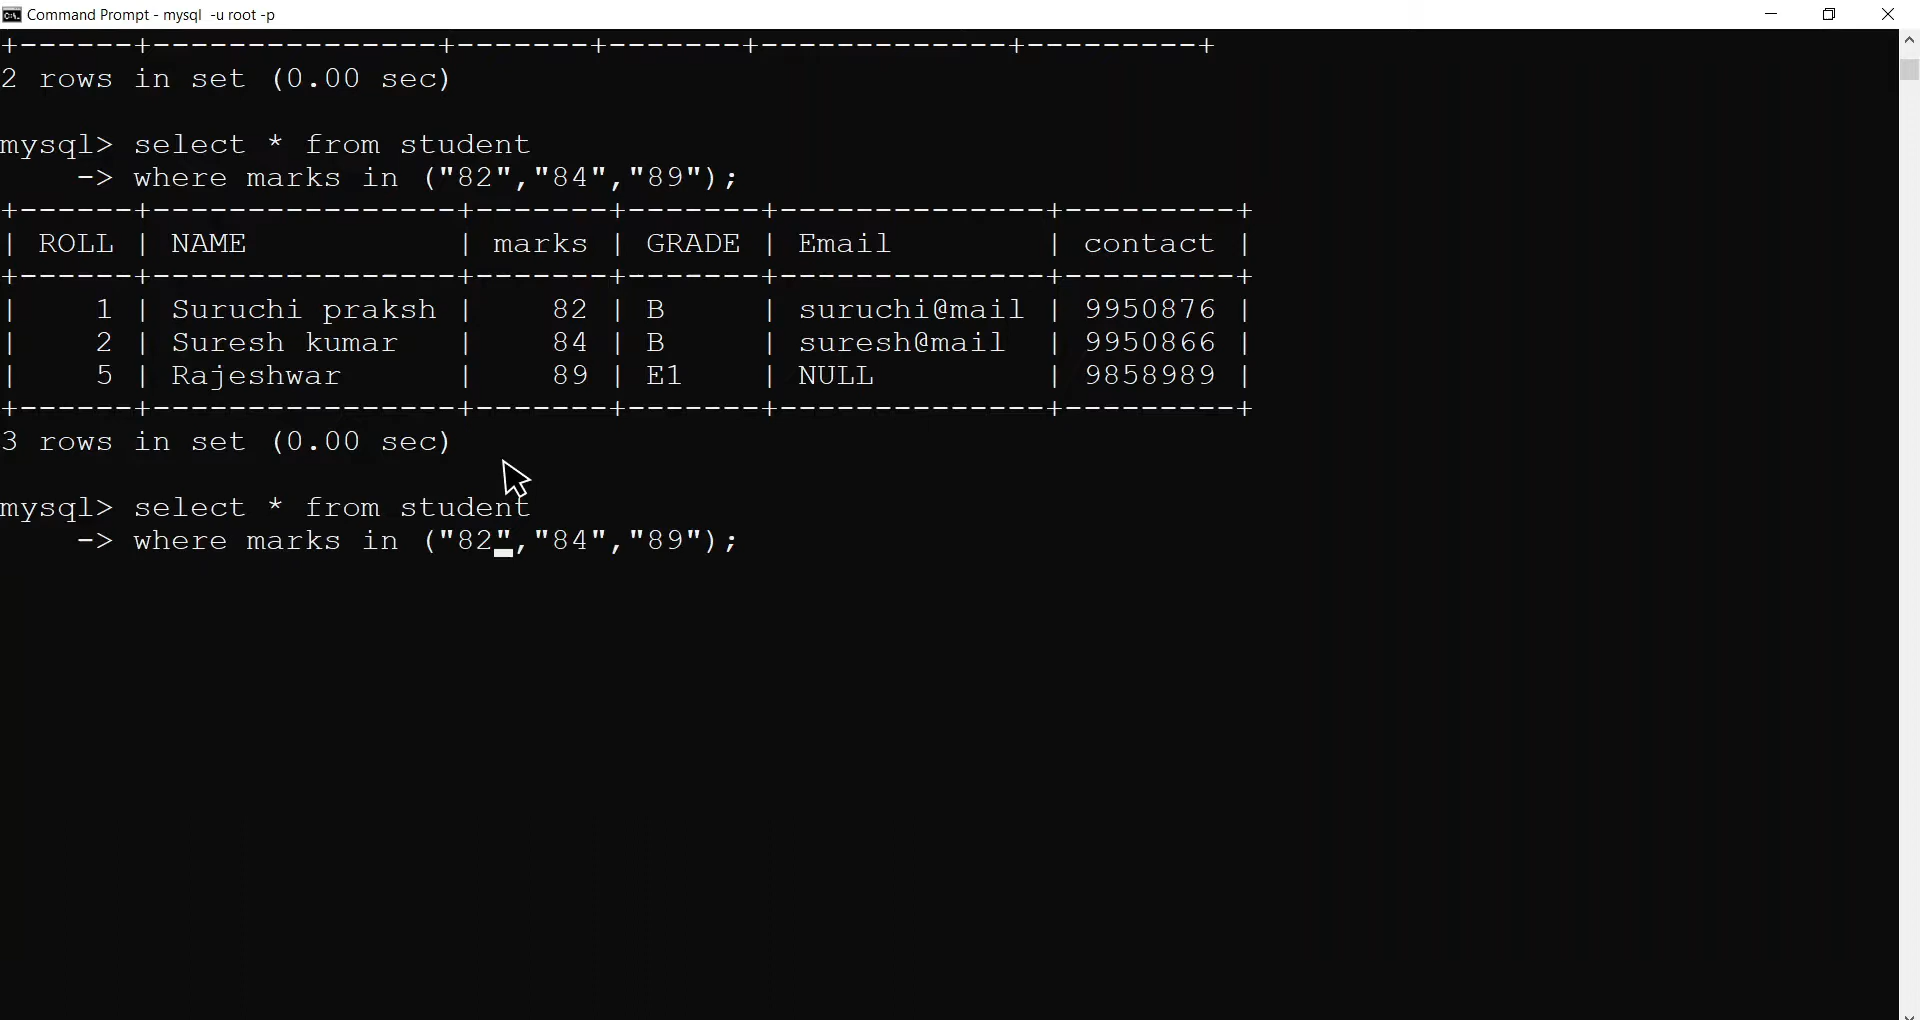 Command Prompt - mysql -u root -p
+------+---------------+-------+-------+-------------+---------+
2 rows in set (0.00 sec)
mysql> select * from student
    -> where marks in ("82","84","89");
+------+----------------+-------+-------+--------------+---------+
| ROLL | NAME           | marks | GRADE | Email        | contact |
+------+----------------+-------+-------+--------------+---------+
|    1 | Suruchi praksh |    82 | B     | suruchi@mail | 9950876 |
|    2 | Suresh kumar   |    84 | B     | suresh@mail  | 9950866 |
|    5 | Rajeshwar      |    89 | E1    | NULL         | 9858989 |
+------+----------------+-------+-------+--------------+---------+
3 rows in set (0.00 sec)
mysql> select * from student
    -> where marks in ("82","84","89");